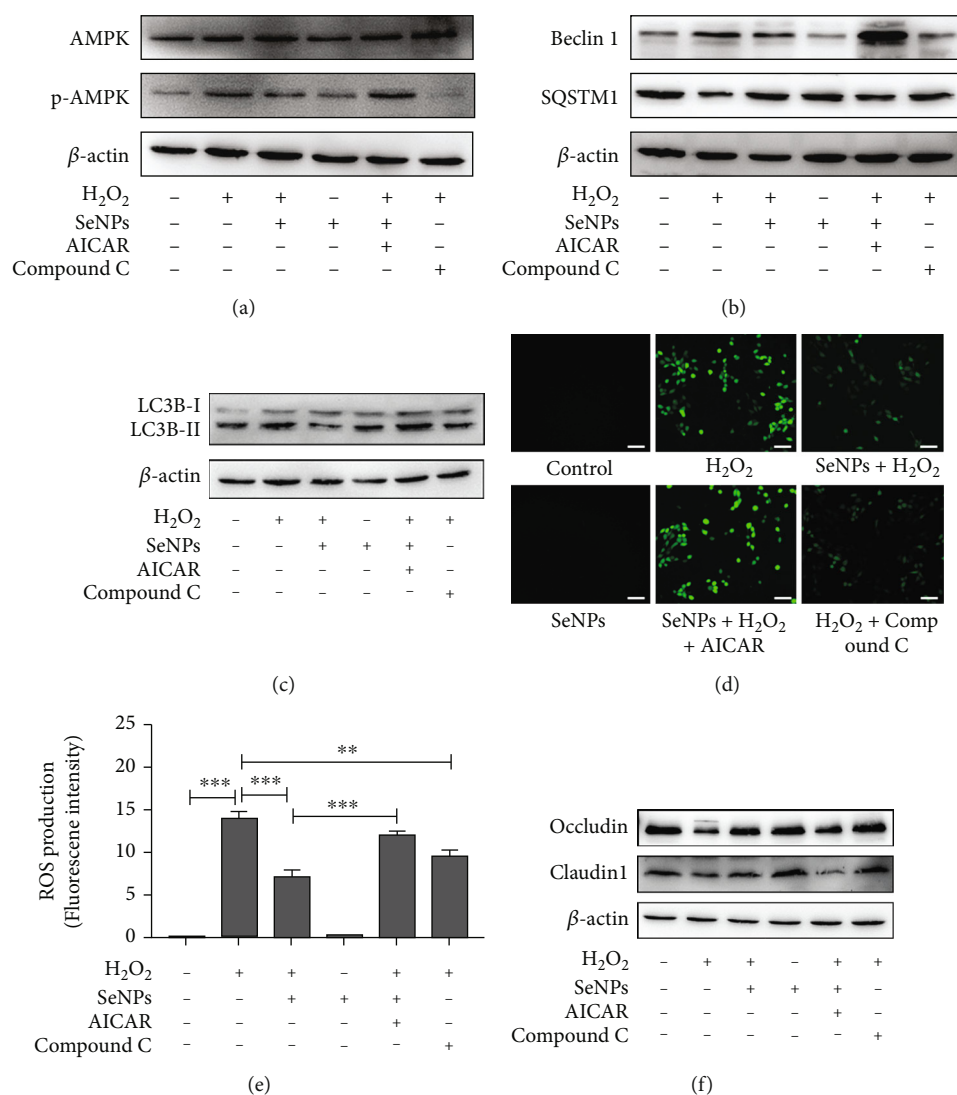 AMPK
p-AMPK
β-actin
H₂O₂ – + + – + +
SeNPs – – + + + –
AICAR – – – – + –
Compound C – – – – – +
(a)
Beclin 1
SQSTM1
β-actin
H₂O₂ – + + – + +
SeNPs – – + + + –
AICAR – – – – + –
Compound C – – – – – +
(b)
LC3B-I
LC3B-II
β-actin
H₂O₂ – + + – + +
SeNPs – – + + + –
AICAR – – – – + –
Compound C – – – – – +
(c)
Control
H₂O₂
SeNPs + H₂O₂
SeNPs
SeNPs + H₂O₂
+ AICAR
H₂O₂ + Comp
ound C
(d)
ROS production
(Fluorescene intensity)
25
20
15
10
5
0
***
***
**
***
H₂O₂ – + + – + +
SeNPs – – + + + –
AICAR – – – – + –
Compound C – – – – – +
(e)
Occludin
Claudin1
β-actin
H₂O₂ – + + – + +
SeNPs – – + + + –
AICAR – – – – + –
Compound C – – – – – +
(f)